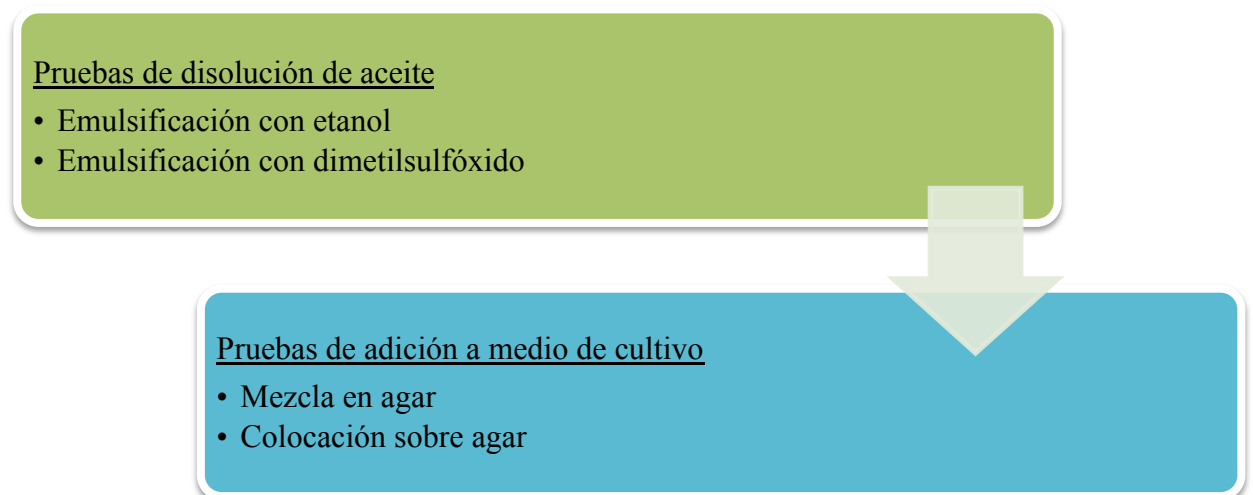 Pruebas de disolución de aceite
• Emulsificación con etanol
• Emulsificación con dimetilsulfóxido
Pruebas de adición a medio de cultivo
• Mezcla en agar
• Colocación sobre agar